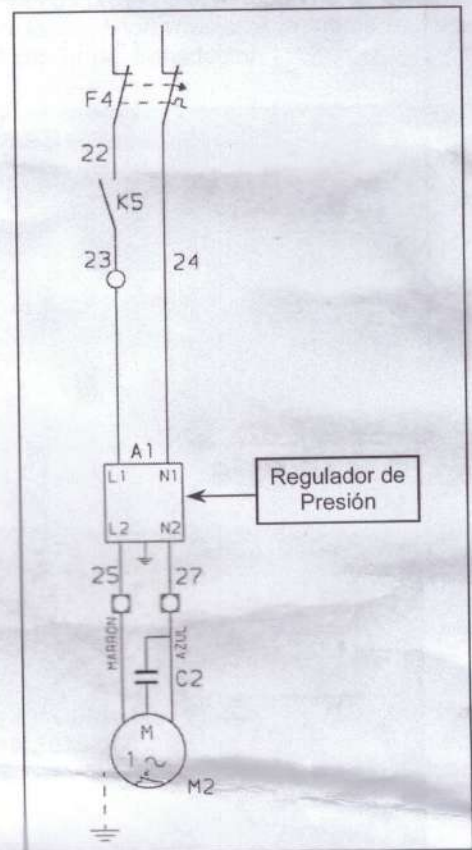 F4
22
K5
23
24
A1
L1 N1
L2 N2
Regulador de
Presión
25
27
MARRÓN
AZUL
C2
M
1 ~
M2